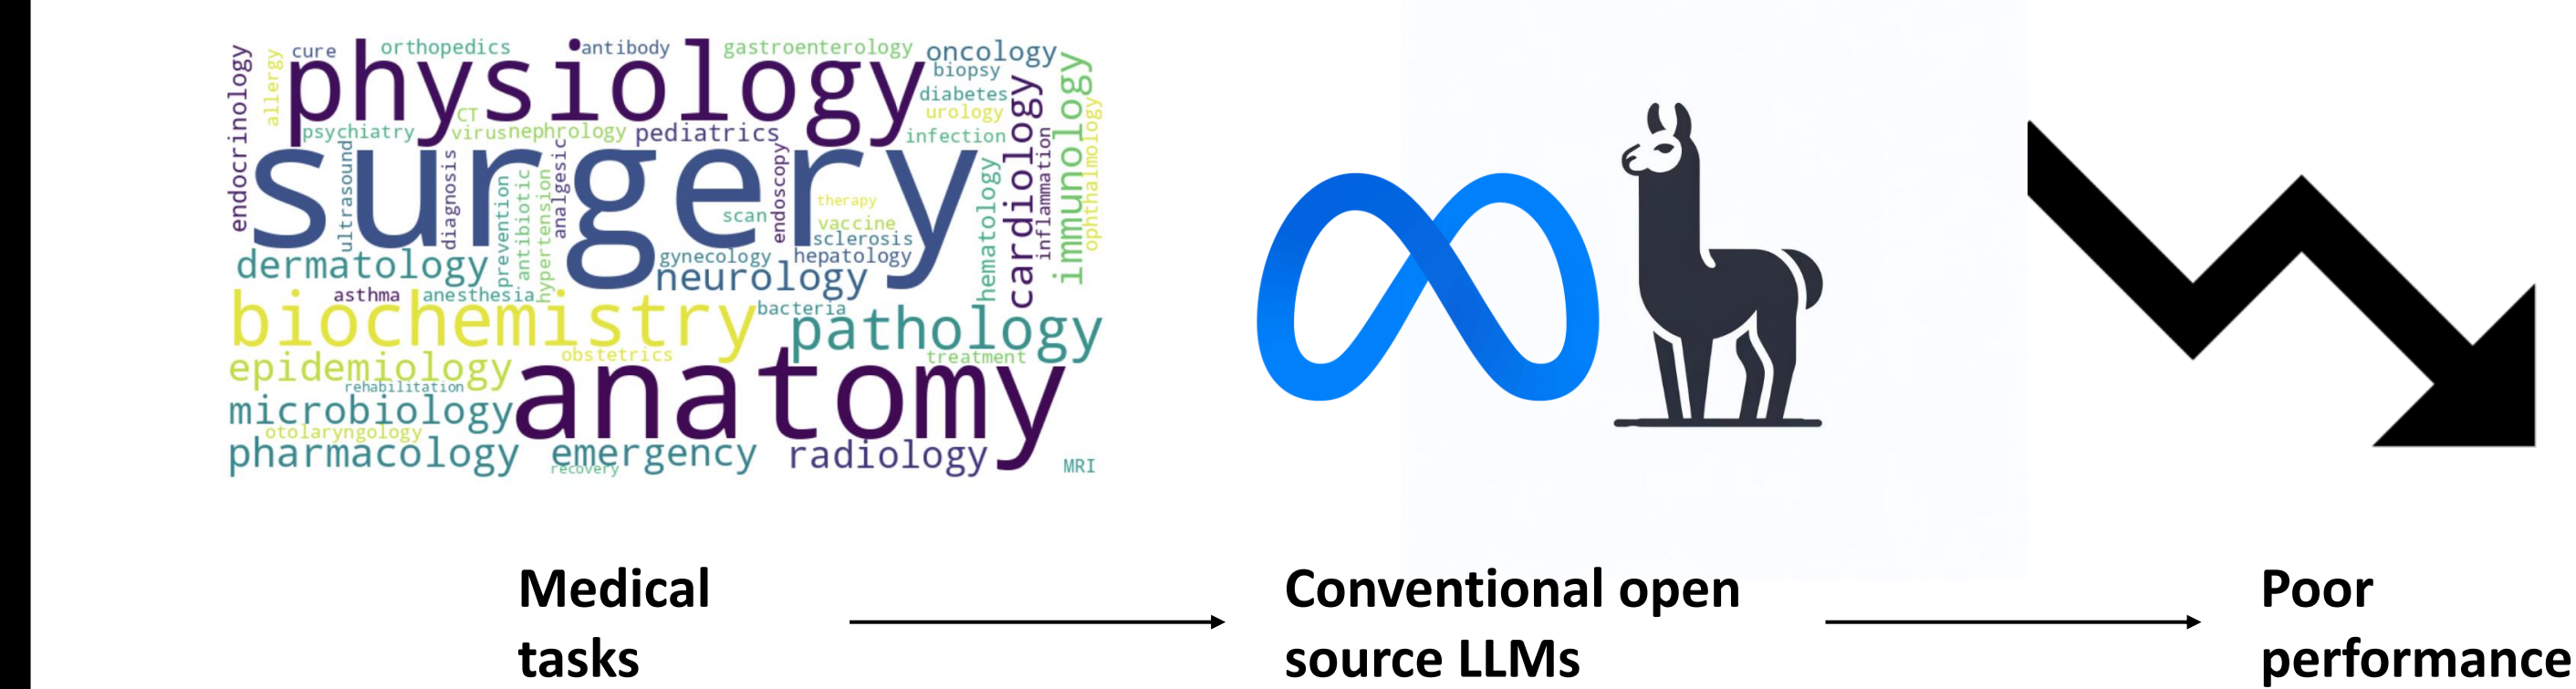 cure
orthopedics
antibody
gastroenterology
oncology
endocrinology
allergy
physiology
biopsy
diabetes
urology
CT
psychiatry
virus
nephrology
pediatrics
infection
cardiology
inflammation
immunology
ophthalmology
surgery
ultrasound
diagnosis
prevention
antibiotic
hypertension
analgesic
endoscopy
scan
therapy
vaccine
sclerosis
hematology
dermatology
gynecology
hepatology
neurology
asthma
anesthesia
biochemistry
bacteria
pathology
epidemiology
obstetrics
treatment
rehabilitation
anatomy
microbiology
otolaryngology
pharmacology
emergency
recovery
radiology
MRI
Medical
tasks
Conventional open
source LLMs
Poor
performance